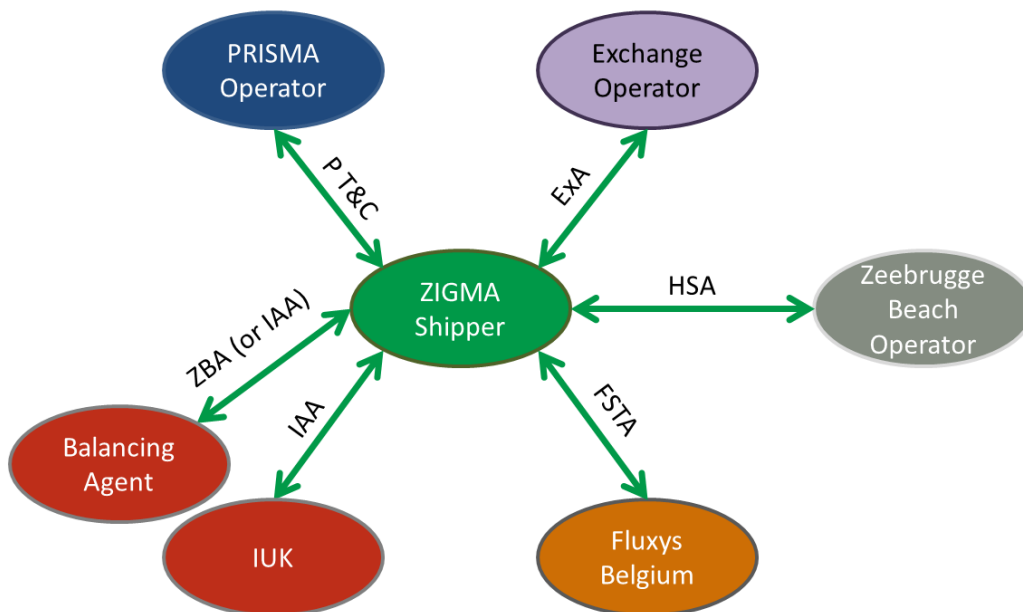 PRISMA
Operator
Exchange
Operator
P T&C
ExA
ZIGMA
Shipper
HSA
Zeebrugge
Beach
Operator
ZBA (or IAA)
IAA
FSTA
Balancing
Agent
IUK
Fluxys
Belgium